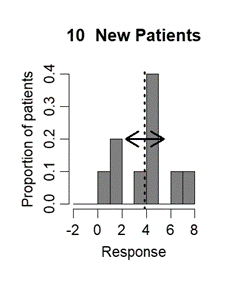 10 New Patients
Proportion of patients
0.0 0.1 0.2 0.3 0.4
-2 0 2 4 6 8
Response